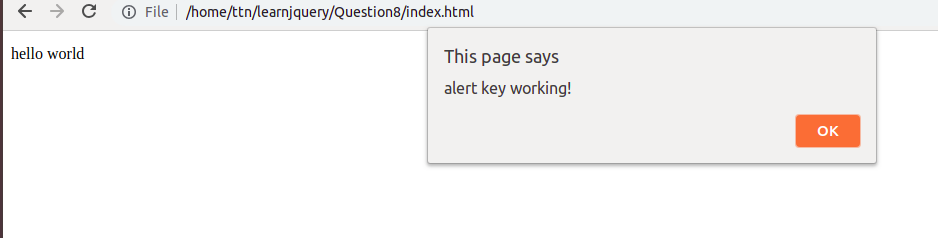 File | /home/ttn/learnjquery/Question8/index.html
hello world
This page says
alert key working!
OK